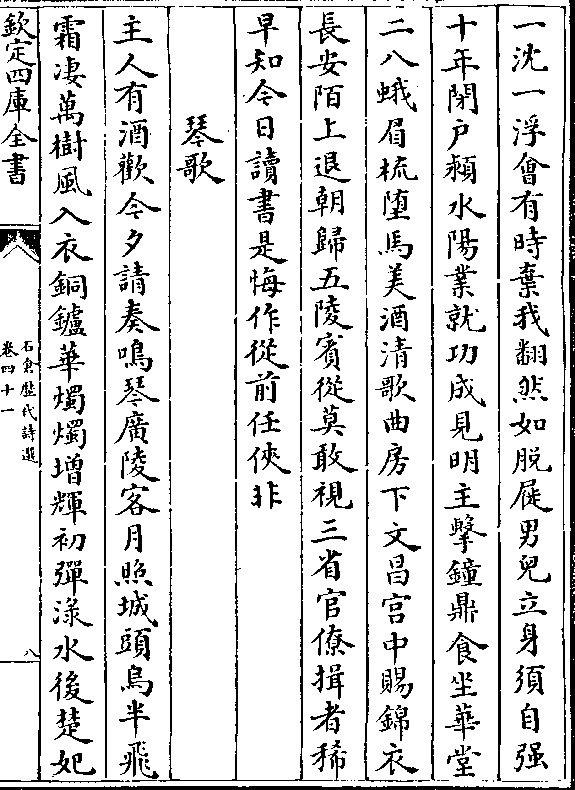 一沈一浮會有時棄我翻然如脫屣男兒立身須自强
十年閉戸潁水陽業就功成見明主擊鐘鼎食坐華堂
二八蛾眉梳墮馬美酒清歌曲房下文昌宫中賜錦衣
長安陌上退朝歸五陵賓從莫敢視三省官僚揖者稀
早知今日讀書是悔作從前任俠非
琴歌
主人有酒歡今夕請奏鳴琴廣陵客月照城頭烏半飛
霜凄萬樹風入衣銅鑪華燭燭增輝初彈渌水後楚妃
欽定四庫全書
石倉歴代詩選
卷四十一
八